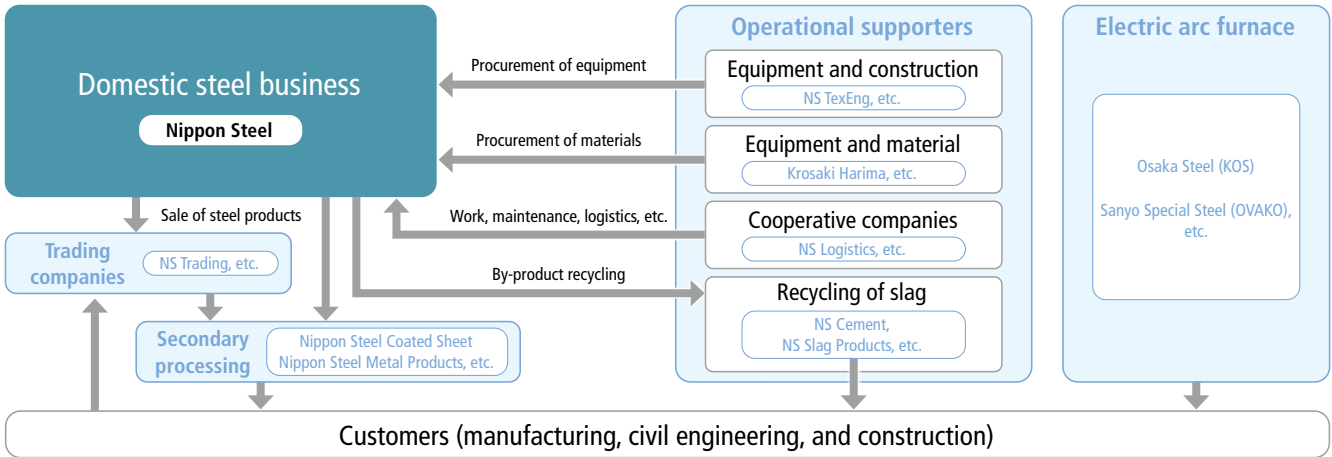 Domestic steel business
Nippon Steel
Procurement of equipment
Procurement of materials
Work, maintenance, logistics, etc.
By-product recycling
Sale of steel products
Trading
companies
NS Trading, etc.
Secondary
processing
Nippon Steel Coated Sheet
Nippon Steel Metal Products, etc.
Operational supporters
Equipment and construction
NS TexEng, etc.
Equipment and material
Krosaki Harima, etc.
Cooperative companies
NS Logistics, etc.
Recycling of slag
NS Cement,
NS Slag Products, etc.
Electric arc furnace
Osaka Steel (KOS)
Sanyo Special Steel (OVAKO),
etc.
Customers (manufacturing, civil engineering, and construction)